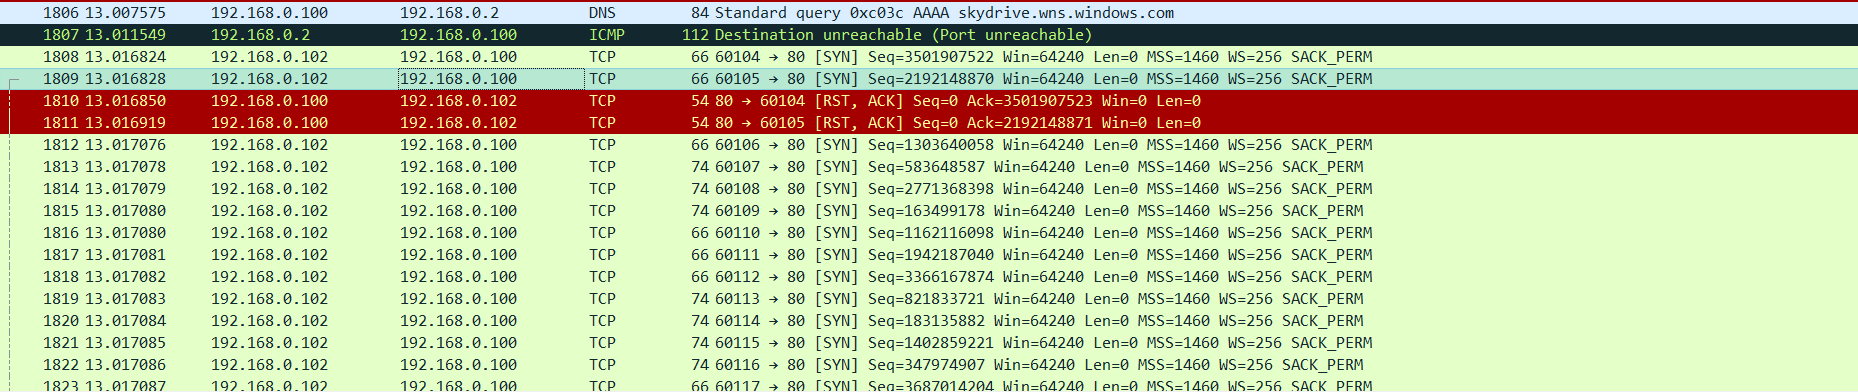 1806 13.007575 192.168.0.100 192.168.0.2 DNS 84 Standard query 0xc03c AAAA skydrive.wns.windows.com
1807 13.011549 192.168.0.2 192.168.0.100 ICMP 112 Destination unreachable (Port unreachable)
1808 13.016824 192.168.0.102 192.168.0.100 TCP 66 60104 → 80 [SYN] Seq=3501907522 Win=64240 Len=0 MSS=1460 WS=256 SACK_PERM
1809 13.016828 192.168.0.102 192.168.0.100 TCP 66 60105 → 80 [SYN] Seq=2192148870 Win=64240 Len=0 MSS=1460 WS=256 SACK_PERM
1810 13.016850 192.168.0.100 192.168.0.102 TCP 54 80 → 60104 [RST, ACK] Seq=0 Ack=3501907523 Win=0 Len=0
1811 13.016919 192.168.0.100 192.168.0.102 TCP 54 80 → 60105 [RST, ACK] Seq=0 Ack=2192148871 Win=0 Len=0
1812 13.017076 192.168.0.102 192.168.0.100 TCP 66 60106 → 80 [SYN] Seq=1303640058 Win=64240 Len=0 MSS=1460 WS=256 SACK_PERM
1813 13.017078 192.168.0.102 192.168.0.100 TCP 74 60107 → 80 [SYN] Seq=583648587 Win=64240 Len=0 MSS=1460 WS=256 SACK_PERM
1814 13.017079 192.168.0.102 192.168.0.100 TCP 74 60108 → 80 [SYN] Seq=2771368398 Win=64240 Len=0 MSS=1460 WS=256 SACK_PERM
1815 13.017080 192.168.0.102 192.168.0.100 TCP 66 60109 → 80 [SYN] Seq=163499178 Win=64240 Len=0 MSS=1460 WS=256 SACK_PERM
1816 13.017080 192.168.0.102 192.168.0.100 TCP 66 60110 → 80 [SYN] Seq=1162116098 Win=64240 Len=0 MSS=1460 WS=256 SACK_PERM
1817 13.017081 192.168.0.102 192.168.0.100 TCP 66 60111 → 80 [SYN] Seq=1942187040 Win=64240 Len=0 MSS=1460 WS=256 SACK_PERM
1818 13.017082 192.168.0.102 192.168.0.100 TCP 66 60112 → 80 [SYN] Seq=3366167874 Win=64240 Len=0 MSS=1460 WS=256 SACK_PERM
1819 13.017083 192.168.0.102 192.168.0.100 TCP 74 60113 → 80 [SYN] Seq=821833721 Win=64240 Len=0 MSS=1460 WS=256 SACK_PERM
1820 13.017084 192.168.0.102 192.168.0.100 TCP 74 60114 → 80 [SYN] Seq=183135882 Win=64240 Len=0 MSS=1460 WS=256 SACK_PERM
1821 13.017085 192.168.0.102 192.168.0.100 TCP 74 60115 → 80 [SYN] Seq=1402859221 Win=64240 Len=0 MSS=1460 WS=256 SACK_PERM
1822 13.017086 192.168.0.102 192.168.0.100 TCP 74 60116 → 80 [SYN] Seq=347974907 Win=64240 Len=0 MSS=1460 WS=256 SACK_PERM
1823 13.017087 192.168.0.102 192.168.0.100 TCP 66 60117 → 80 [SYN] Seq=3687014204 Win=64240 Len=0 MSS=1460 WS=256 SACK_PERM